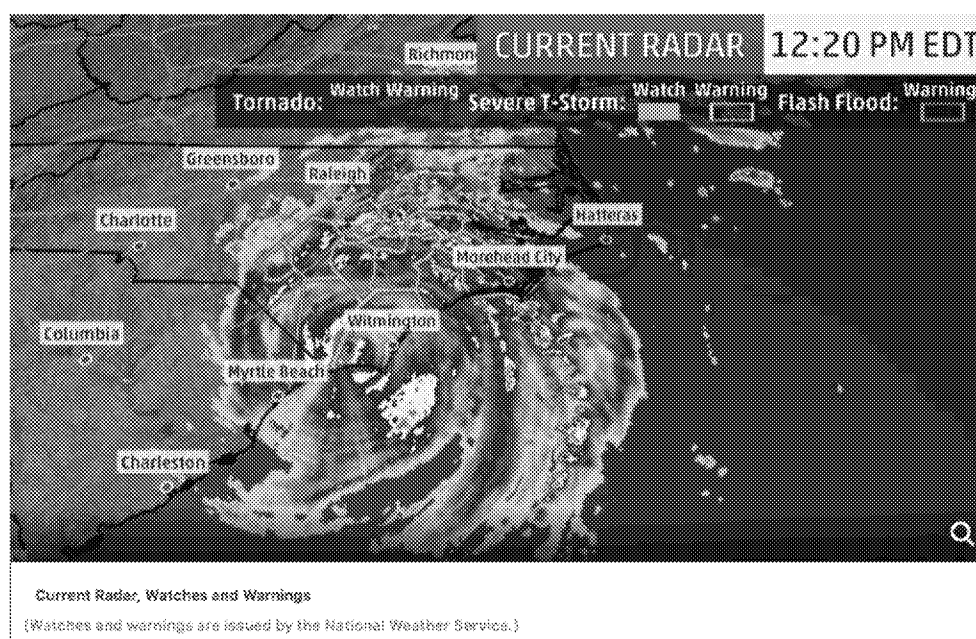 Richmon
CURRENT RADAR
12:20 PM EDT
Tornado: Watch Warning Severe T-Storm: Watch Warning Flash Flood: Warning
Greensboro
Raleigh
Charlotte
Hatteras
Morehead City
Wilmington
Columbia
Myrtle Beach
Charleston
Current Radar, Watches and Warnings
(Watches and warnings are issued by the National Weather Service.)